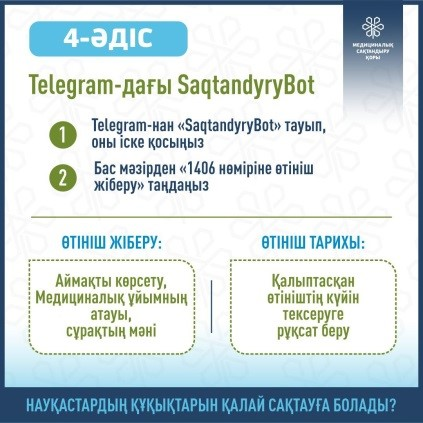 4-ӘДІС
МЕДИЦИНАЛЫҚ
САҚТАНДЫРУ
ҚОРЫ
Telegram-дағы SaqtandyryBot
1 Telegram-нан «SaqtandyryBot» тауып,
оны іске қосыңыз
2 Бас мәзірден «1406 нөміріне өтініш
жіберу» таңдаңыз
ӨТІНІШ ЖІБЕРУ:
Аймақты көрсету,
Медициналық ұйымның
атауы,
сұрақтың мәні
ӨТІНІШ ТАРИХЫ:
Қалыптасқан
өтініштің күйін
тексеруге
рұқсат беру
НАУҚАСТАРДЫҢ ҚҰҚЫҚТАРЫН ҚАЛАЙ САҚТАУҒА БОЛАДЫ?